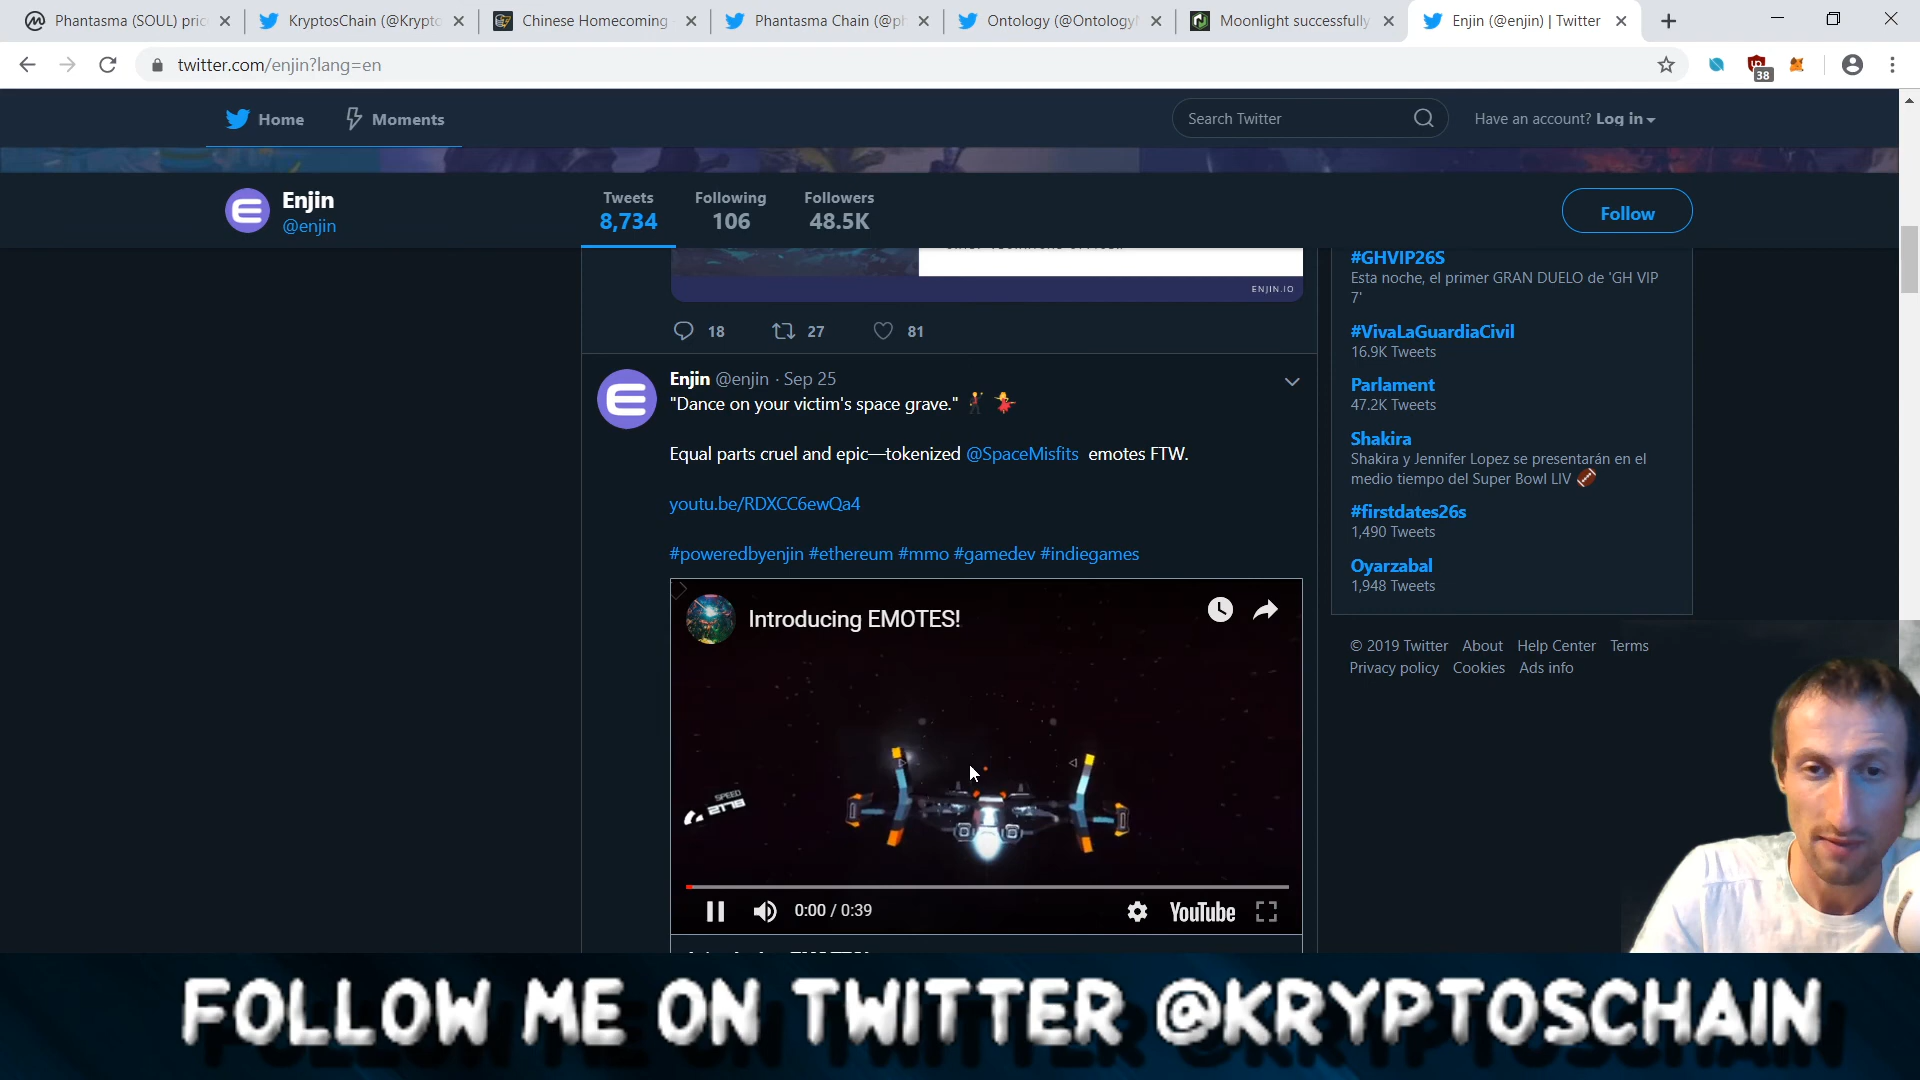 Phantasma (SOUL) pric
KryptosChain (@Krypto
Chinese Homecoming
Phantasma Chain (@ph
Ontology (@Ontology
Moonlight successfully
Enjin (@enjin) | Twitter
twitter.com/enjin?lang=en
38
Home
Moments
Search Twitter
Have an account? Log in
Enjin
@enjin
Tweets
8,734
Following
106
Followers
48.5K
Follow
ENJIN.IO
18
27
81
Enjin @enjin · Sep 25
"Dance on your victim's space grave."
Equal parts cruel and epic—tokenized @SpaceMisfits emotes FTW.
youtu.be/RDXCC6ewQa4
#poweredbyenjin #ethereum #mmo #gamedev #indiegames
Introducing EMOTES!
SPEED
2178
0:00 / 0:39
YouTube
#GHVIP26S
Esta noche, el primer GRAN DUELO de 'GH VIP
7'
#VivaLaGuardiaCivil
16.9K Tweets
Parlament
47.2K Tweets
Shakira
Shakira y Jennifer Lopez se presentarán en el
medio tiempo del Super Bowl LIV
#firstdates26s
1,490 Tweets
Oyarzabal
1,948 Tweets
© 2019 Twitter About Help Center Terms
Privacy policy Cookies Ads info
FOLLOW ME ON TWITTER @KRYPTOSCHAIN